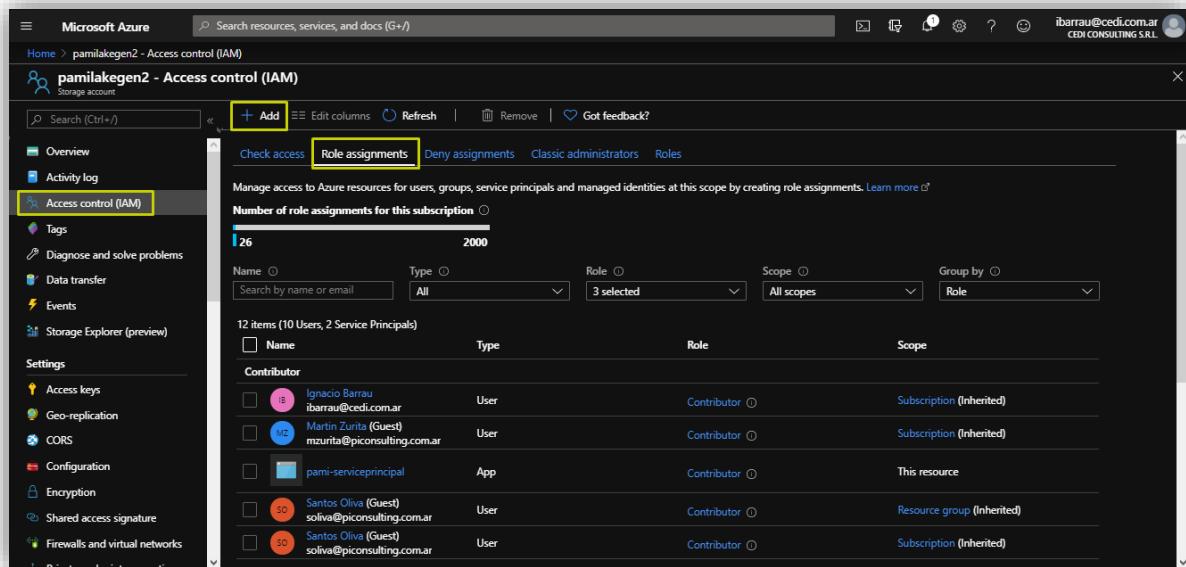 Microsoft Azure
Search resources, services, and docs (G+/)
ibarrau@cedi.com.ar
CEDI CONSULTING S.R.L.
Home > pamilakegen2 - Access control (IAM)
pamilakegen2 - Access control (IAM)
Storage account
Search (Ctrl+/)
Overview
Activity log
Access control (IAM)
Tags
Diagnose and solve problems
Data transfer
Events
Storage Explorer (preview)
Settings
Access keys
Geo-replication
CORS
Configuration
Encryption
Shared access signature
Firewalls and virtual networks
+ Add Edit columns Refresh | Remove | Got feedback?
Check access Role assignments Deny assignments Classic administrators Roles
Manage access to Azure resources for users, groups, service principals and managed identities at this scope by creating role assignments. Learn more
Number of role assignments for this subscription
26 2000
Name Type Role Scope Group by
Search by name or email All 3 selected All scopes Role
12 items (10 Users, 2 Service Principals)
Name Type Role Scope
Contributor
IB Ignacio Barrau
ibarrau@cedi.com.ar User Contributor Subscription (Inherited)
MZ Martin Zurita (Guest)
mzurita@piconsulting.com.ar User Contributor Subscription (Inherited)
pami-serviceprincipal App Contributor This resource
SO Santos Oliva (Guest)
soliva@piconsulting.com.ar User Contributor Resource group (Inherited)
SO Santos Oliva (Guest)
soliva@piconsulting.com.ar User Contributor Subscription (Inherited)